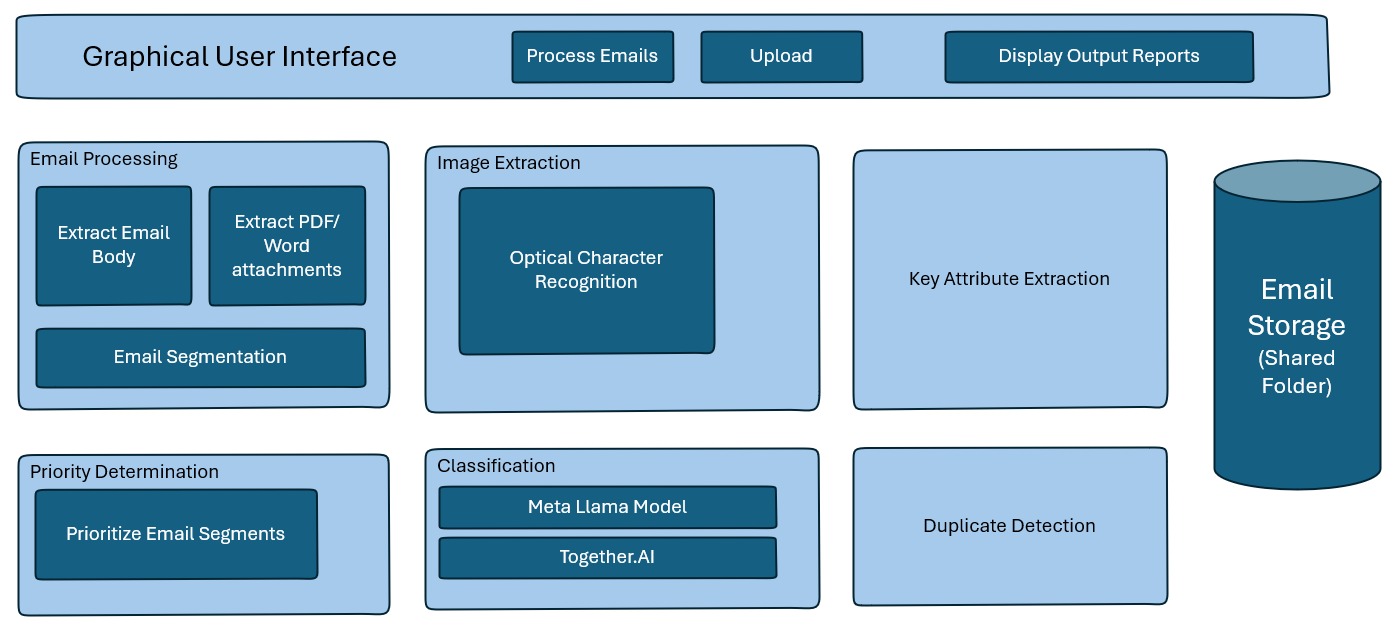 Graphical User Interface
Process Emails
Upload
Display Output Reports
Email Processing
Extract Email
Body
Extract PDF/
Word
attachments
Email Segmentation
Image Extraction
Optical Character
Recognition
Key Attribute Extraction
Email
Storage
(Shared
Folder)
Priority Determination
Prioritize Email Segments
Classification
Meta Llama Model
Together.AI
Duplicate Detection